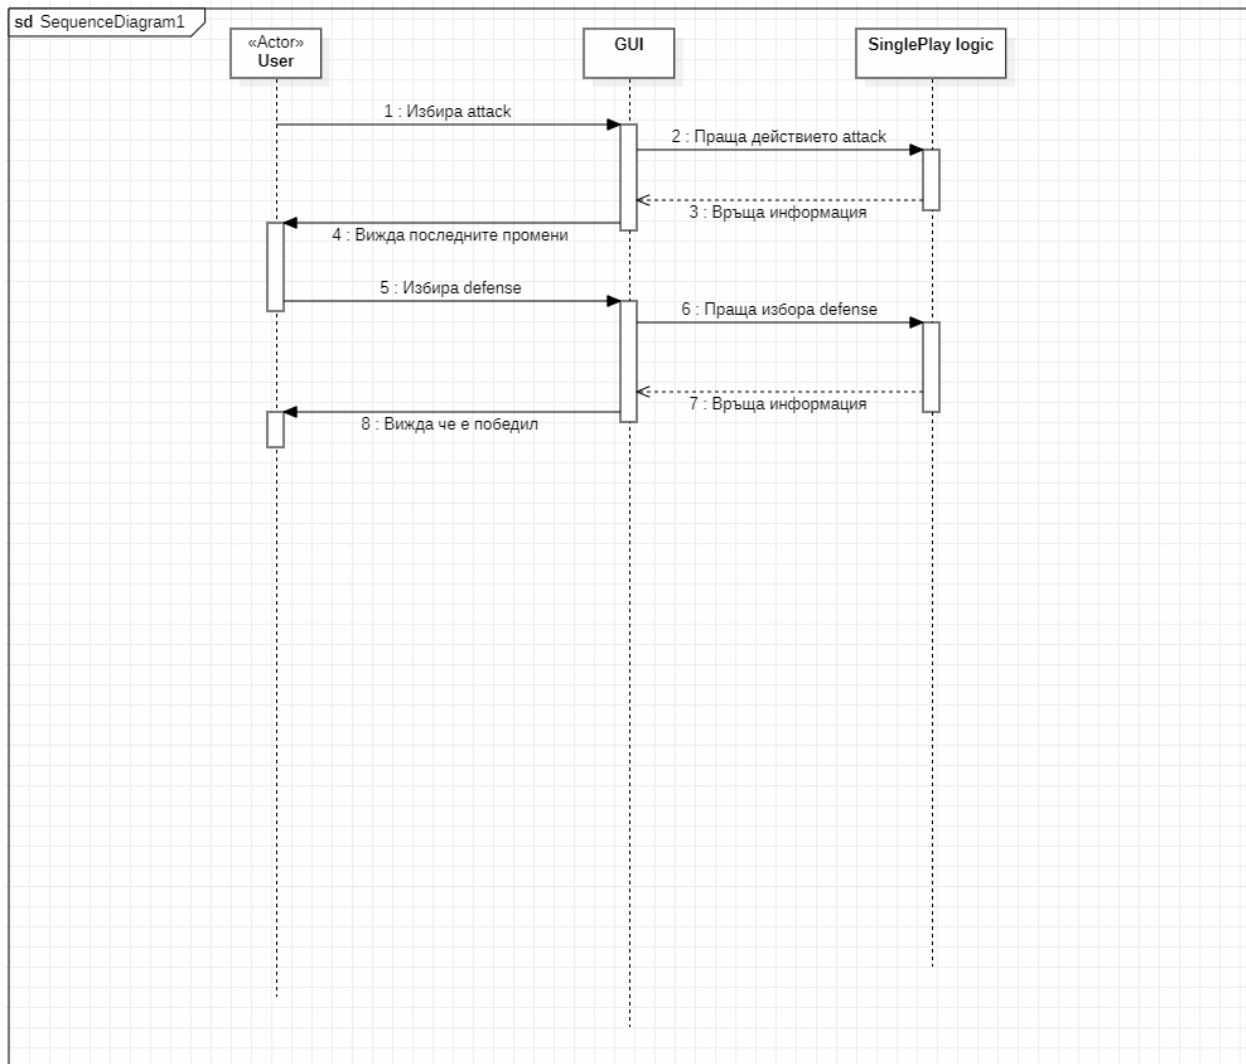 sd SequenceDiagram1
«Actor»
User
GUI
SinglePlay logic
1 : Избира attack
2 : Праща действието attack
3 : Връща информация
4 : Вижда последните промени
5 : Избира defense
6 : Праща избора defense
7 : Връща информация
8 : Вижда че е победил